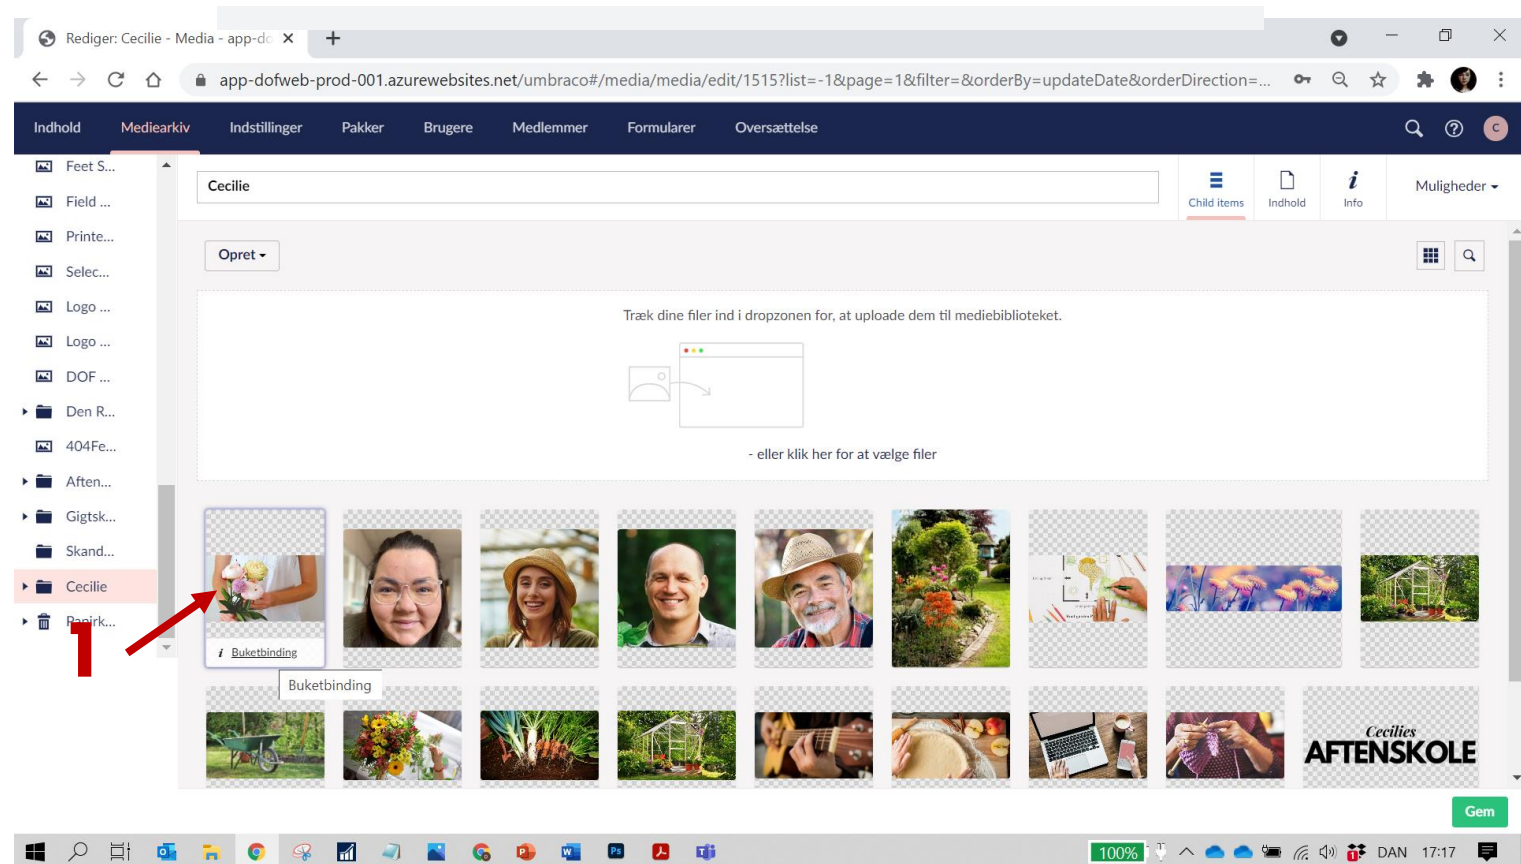 Rediger: Cecilie - Media - app-do
app-dofweb-prod-001.azurewebsites.net/umbraco#/media/media/edit/1515?list=-1&page=1&filter=&orderBy=updateDate&orderDirection=...
Indhold Mediearkiv Indstillinger Pakker Brugere Medlemmer Formularer Oversættelse
C
Feet S...
Field ...
Printe...
Selec...
Logo ...
Logo ...
DOF ...
Den R...
404Fe...
Aften...
Gigtsk...
Skand...
Cecilie
Papirk...
1
Cecilie
Child items Indhold Info Muligheder
Opret
Træk dine filer ind i dropzonen for, at uploade dem til mediebiblioteket.
- eller klik her for at vælge filer
i Buketbinding
Buketbinding
Cecilies
AFTENSKOLE
Gem
100% DAN 17:17